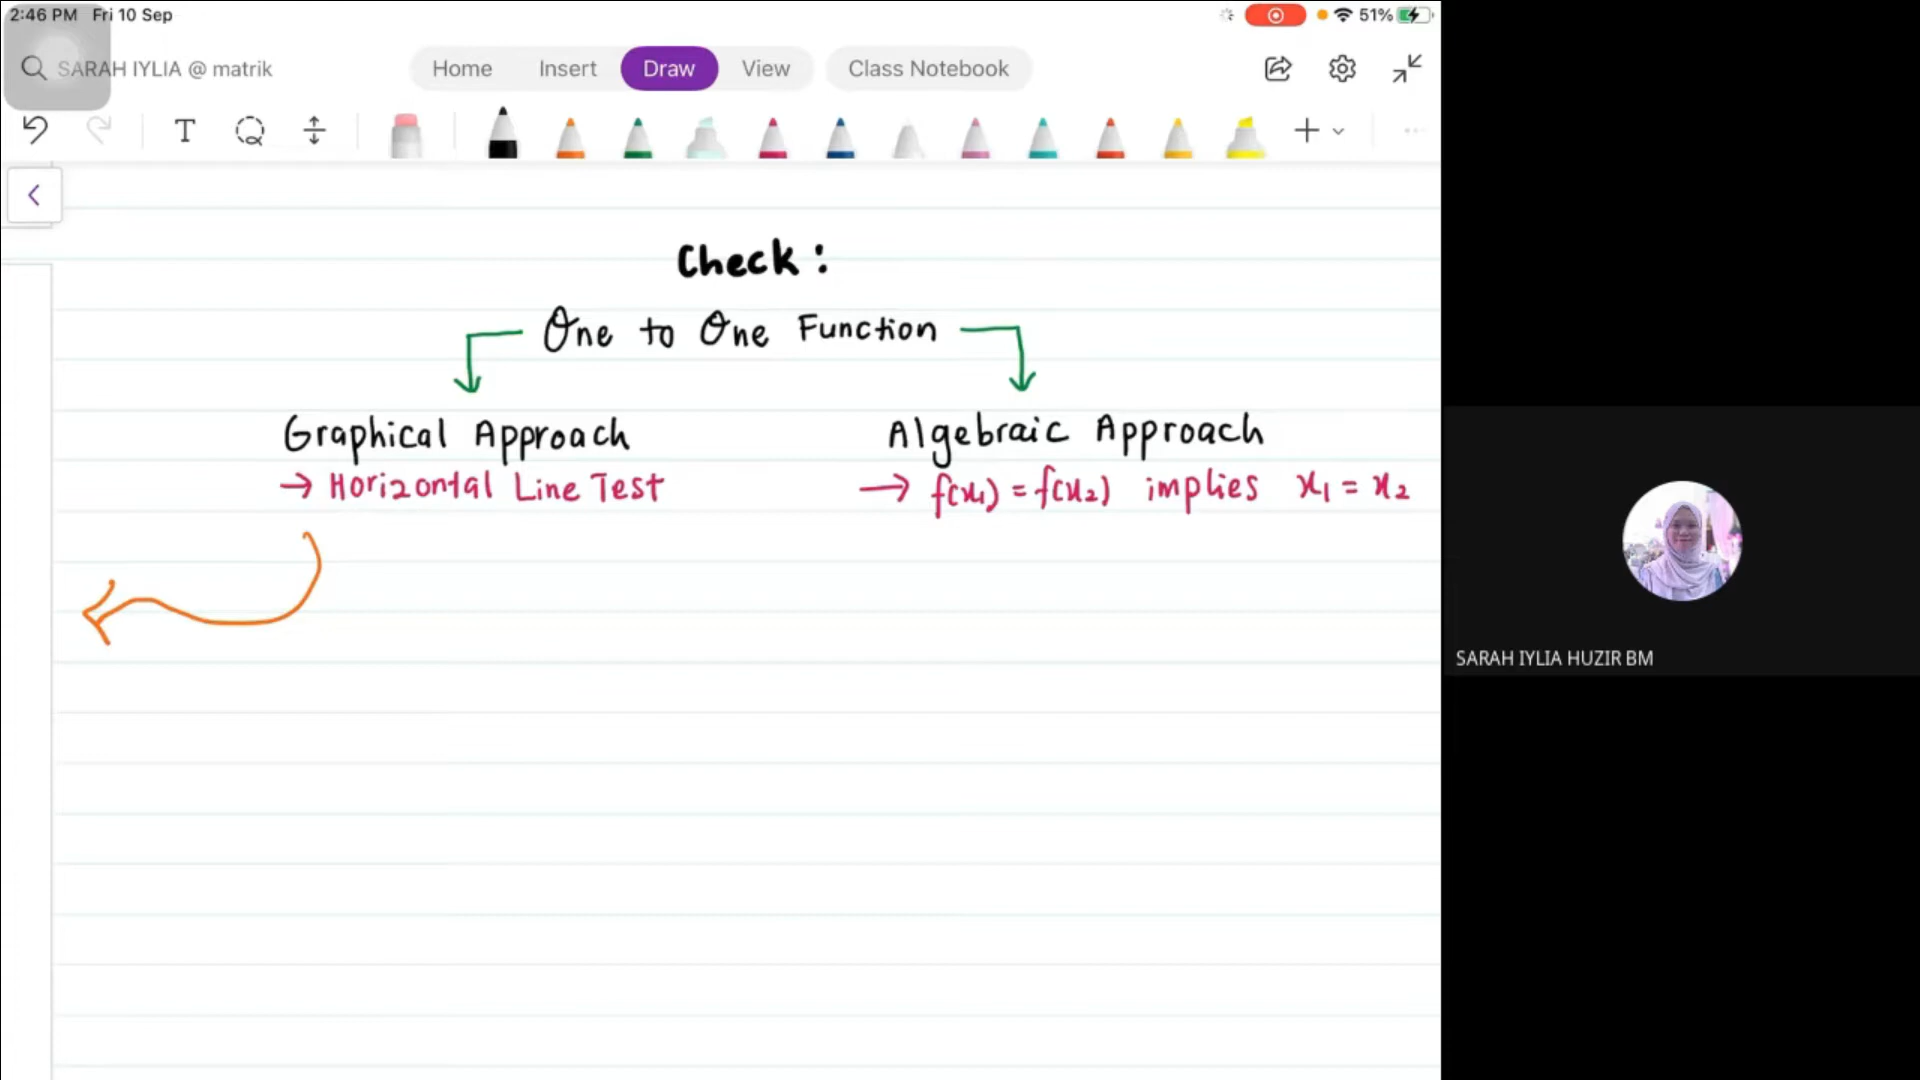 2:46 PM Fri 10 Sep
51%
SARAH IYLIA @ matrik
Home Insert Draw View Class Notebook
T
Check :
One to One Function
Graphical Approach
→ Horizontal Line Test
Algebraic Approach
→ f(x₁) = f(x₂) implies x₁ = x₂
SARAH IYLIA HUZIR BM